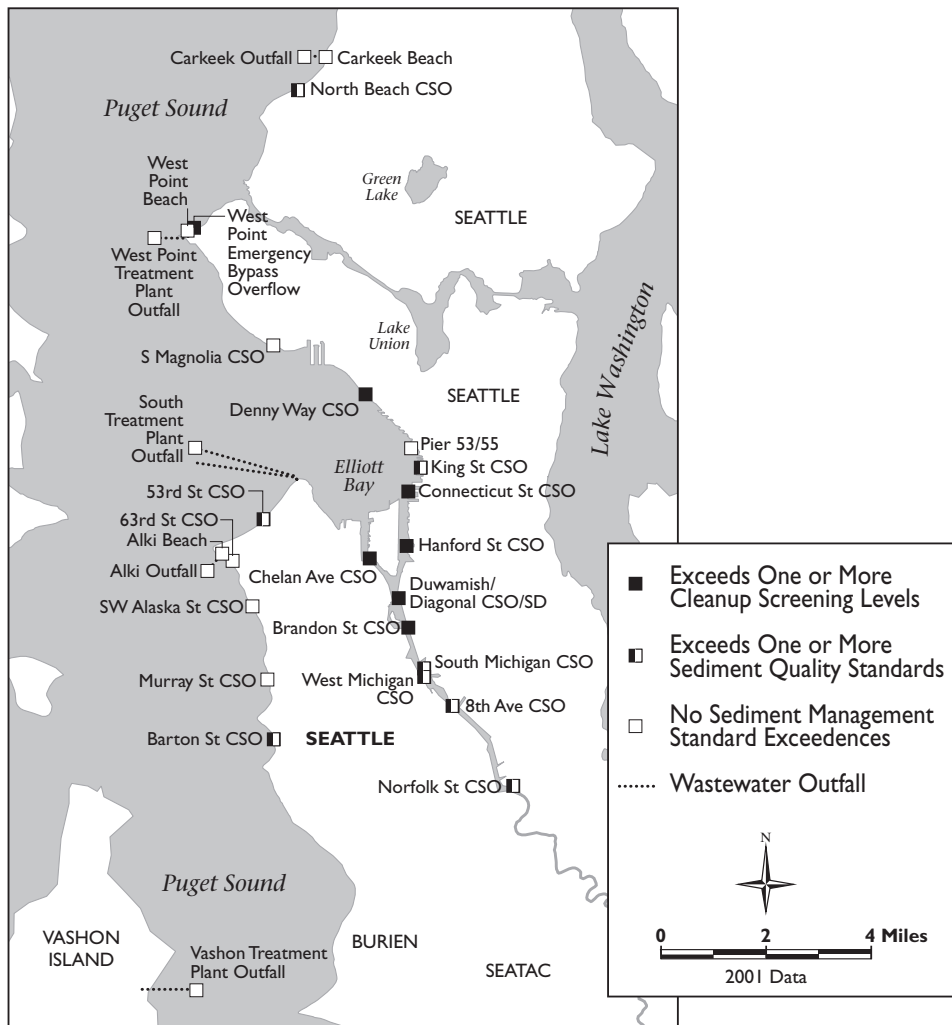 Carkeek Outfall
Carkeek Beach
North Beach CSO
Puget Sound
West
Point
Beach
Green
Lake
SEATTLE
West
Point
Emergency
Bypass
Overflow
West Point
Treatment
Plant
Outfall
Lake Washington
Lake
Union
S Magnolia CSO
SEATTLE
Denny Way CSO
South
Treatment
Plant
Outfall
Pier 53/55
Elliott
Bay
King St CSO
Connecticut St CSO
53rd St CSO
63rd St CSO
Alki Beach
Hanford St CSO
Alki Outfall
Chelan Ave CSO
Duwamish/
Diagonal CSO/SD
SW Alaska St CSO
Brandon St CSO
South Michigan CSO
West Michigan
CSO
Murray St CSO
8th Ave CSO
Barton St CSO
SEATTLE
Norfolk St CSO
Puget Sound
VASHON
ISLAND
Vashon Treatment
Plant Outfall
BURIEN
SEATAC
Exceeds One or More
Cleanup Screening Levels
Exceeds One or More
Sediment Quality Standards
No Sediment Management
Standard Exceedences
Wastewater Outfall
N
0 2 4 Miles
2001 Data